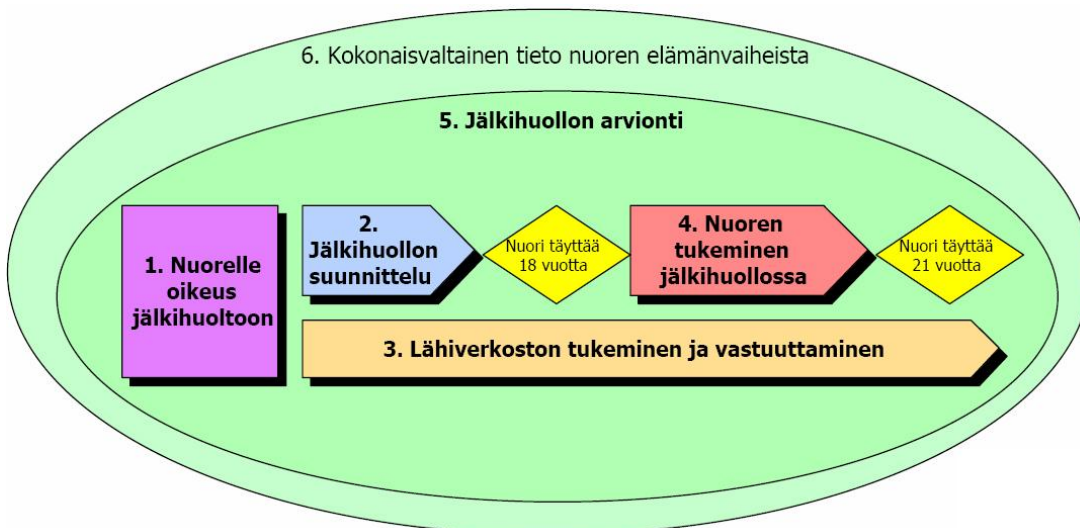 6. Kokonaisvaltainen tieto nuoren elämänvaiheista
5. Jälkihuollon arviointi
1. Nuorelle
oikeus
jälkihuoltoon
2.
Jälkihuollon
suunnittelu
Nuori täyttää
18 vuotta
4. Nuoren
tukeminen
jälkihuollossa
Nuori täyttää
21 vuotta
3. Lähiverkoston tukeminen ja vastuuttaminen